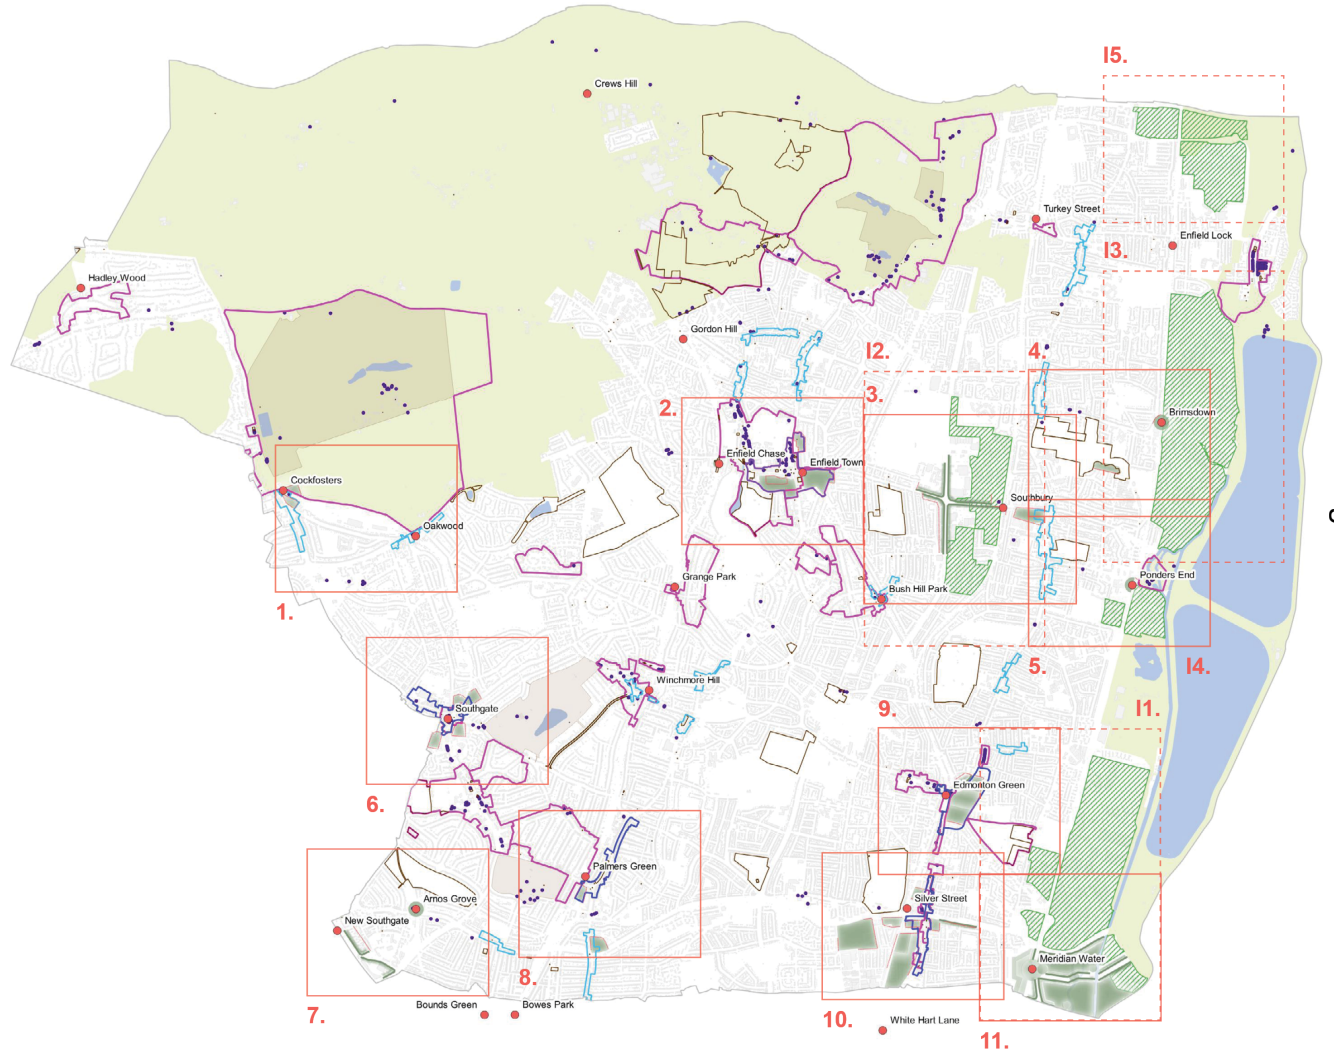 I5.
Crews Hill
Turkey Street
Enfield Lock
I3.
Hadley Wood
Gordon Hill
I2.
4.
3.
2.
Brimsdown
Enfield Chase
Enfield Town
Cockfosters
Southbury
Oakwood
Grange Park
Ponders End
Bush Hill Park
1.
5.
I4.
Winchmore Hill
Southgate
9.
I1.
Edmonton Green
6.
Palmers Green
Arnos Grove
Silver Street
New Southgate
Meridian Water
8.
Bounds Green
Bowes Park
7.
10.
White Hart Lane
11.